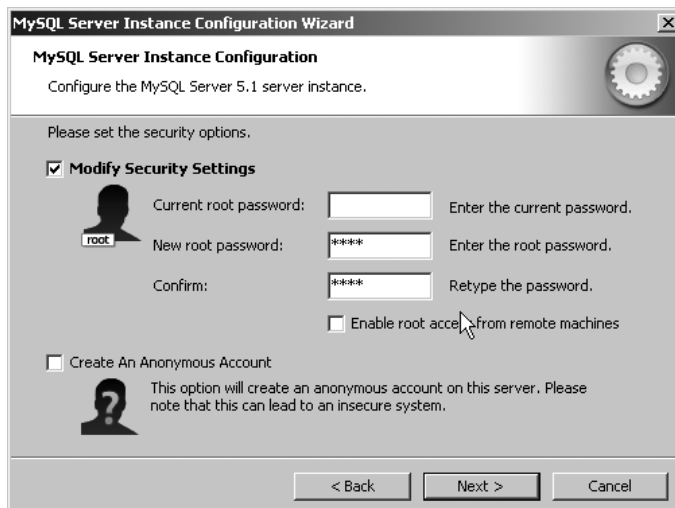 MySQL Server Instance Configuration Wizard
MySQL Server Instance Configuration
Configure the MySQL Server 5.1 server instance.
Please set the security options.
Modify Security Settings
root
Current root password:
Enter the current password.
New root password:
****
Enter the root password.
Confirm:
****
Retype the password.
Enable root from remote machines
Create An Anonymous Account
This option will create an anonymous account on this server. Please
note that this can lead to an insecure system.
< Back
Next >
Cancel